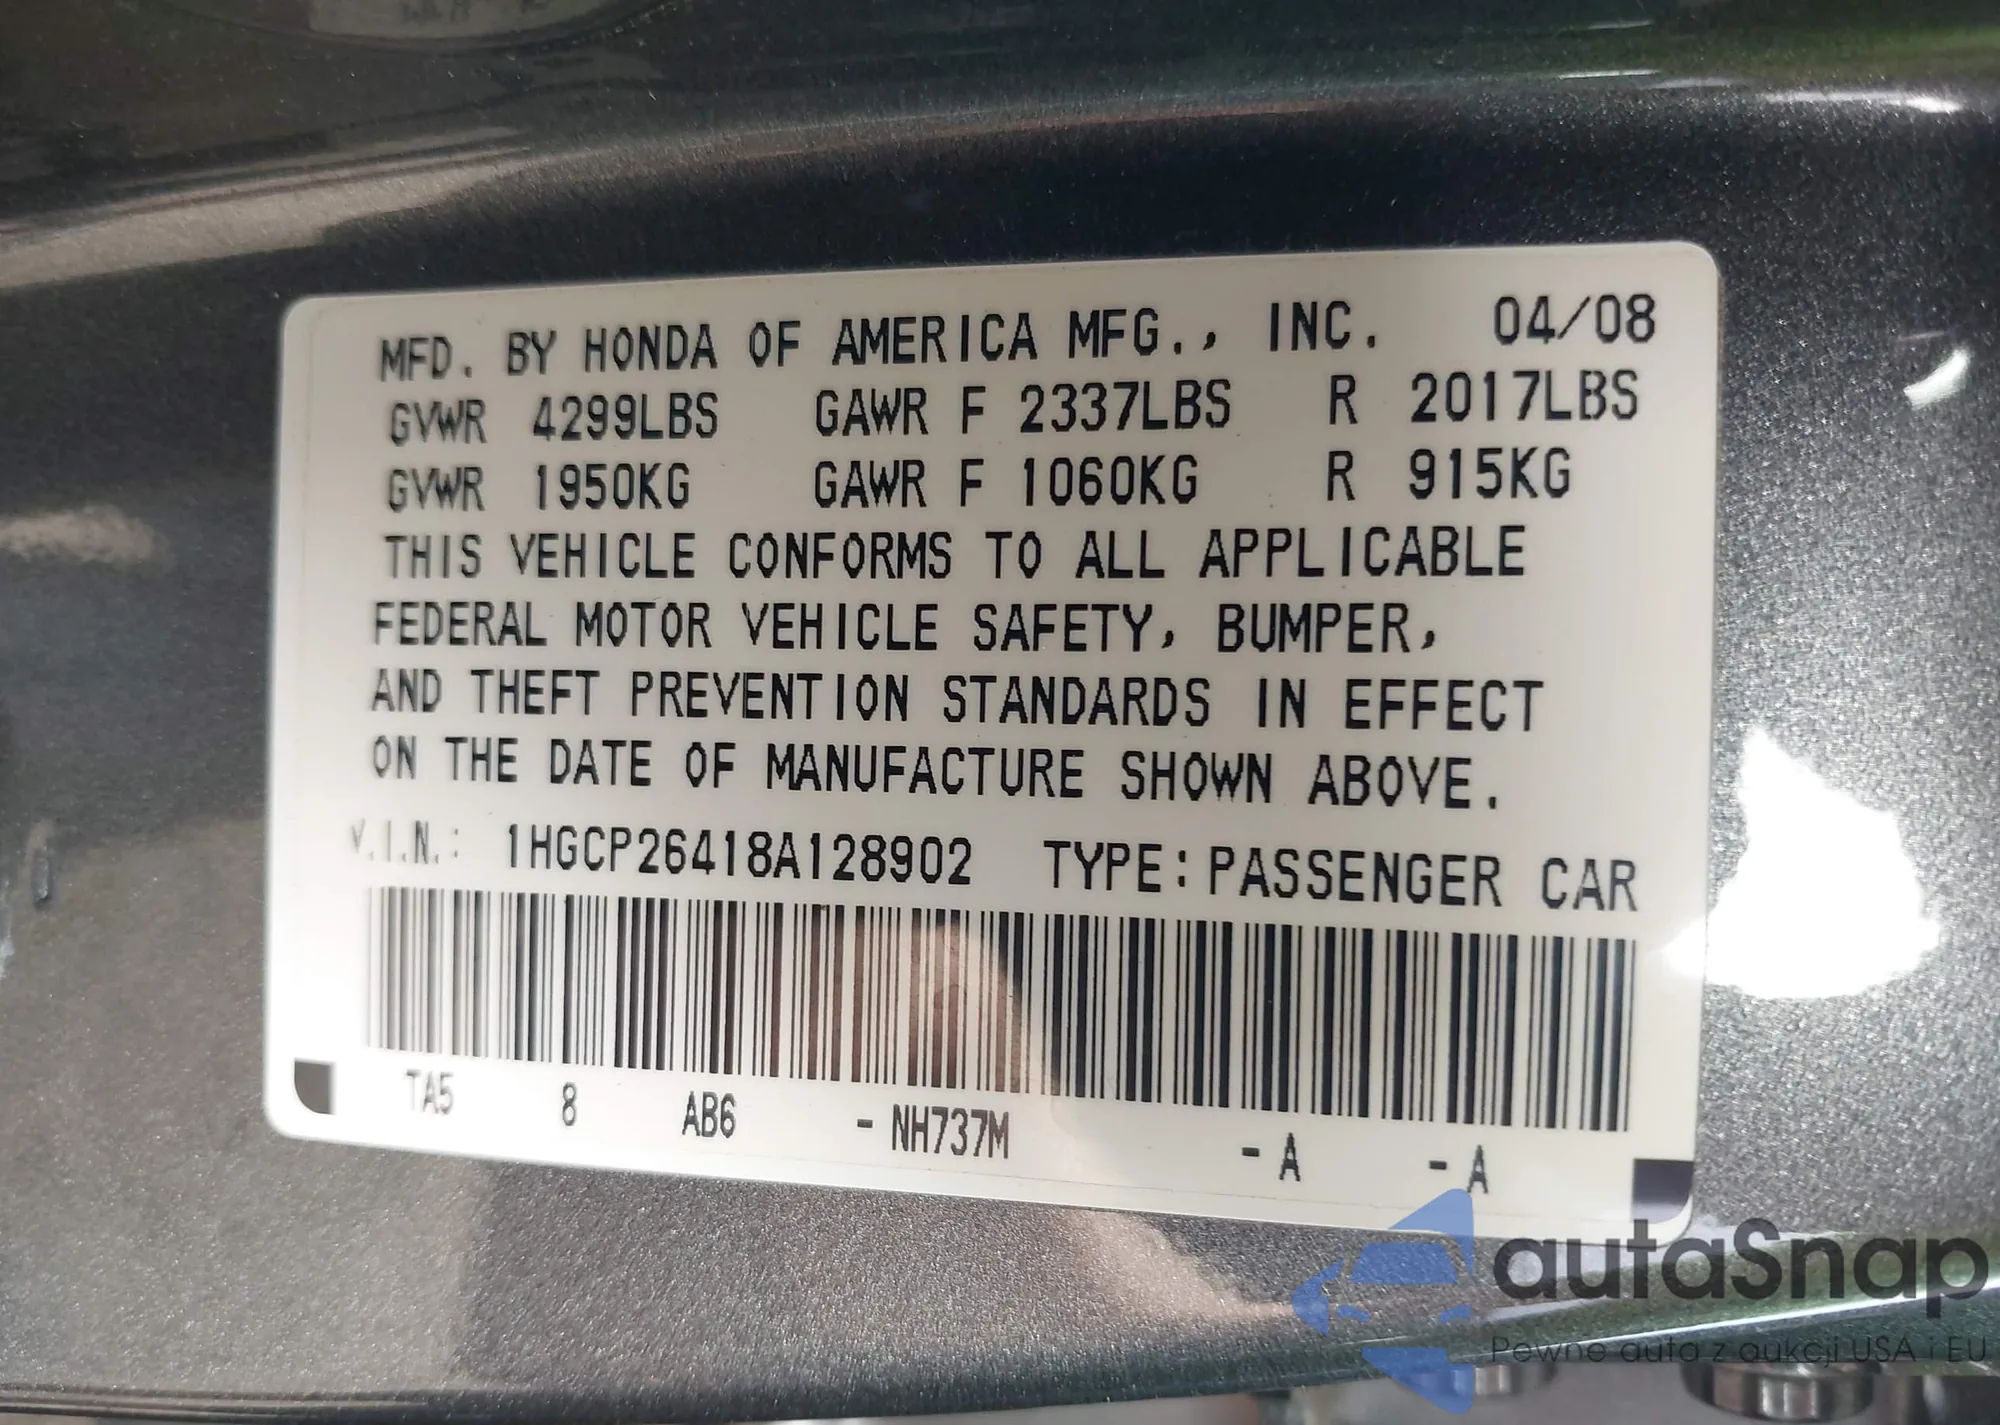 MFD. BY HONDA OF AMERICA MFG., INC. 04/08
GVWR 4299LBS GAWR F 2337LBS R 2017LBS
GVWR 1950KG GAWR F 1060KG R 915KG
THIS VEHICLE CONFORMS TO ALL APPLICABLE
FEDERAL MOTOR VEHICLE SAFETY, BUMPER,
AND THEFT PREVENTION STANDARDS IN EFFECT
ON THE DATE OF MANUFACTURE SHOWN ABOVE.
V.I.N.: 1HGCP26418A128902 TYPE: PASSENGER CAR
TA5 8 AB6 - NH737M - A - A
autaSnap
Pewne auta z aukcji USA i EU